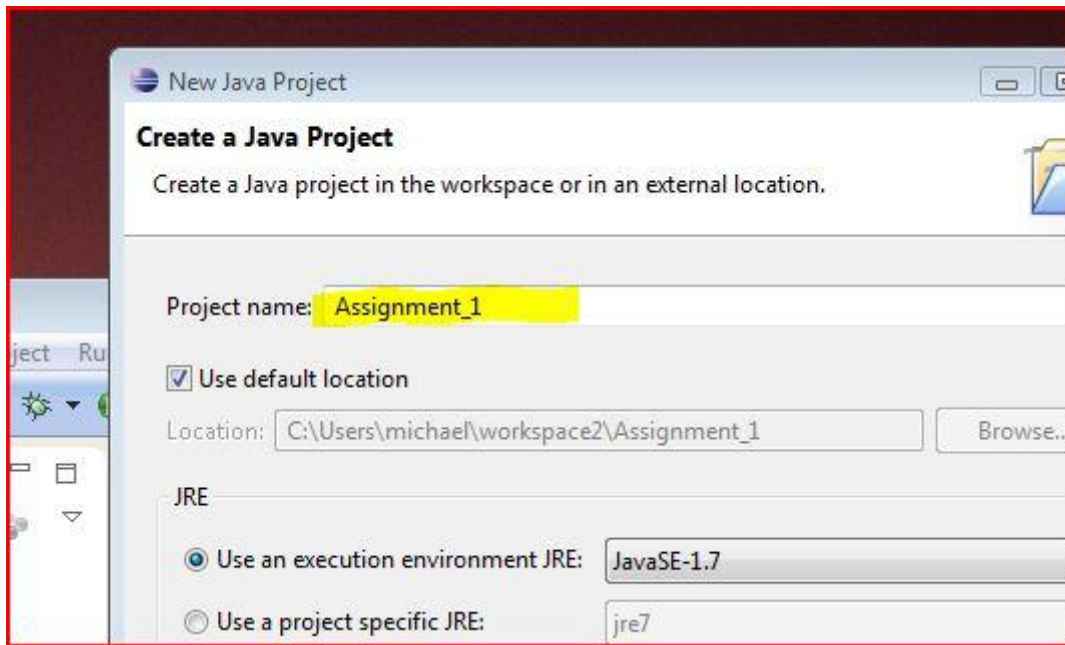 New Java Project
Create a Java Project
Create a Java project in the workspace or in an external location.
Project name: Assignment_1
ject Ru
Use default location
Location: C:\Users\michael\workspace2\Assignment_1 Browse..
JRE
Use an execution environment JRE: JavaSE-1.7
Use a project specific JRE: jre7